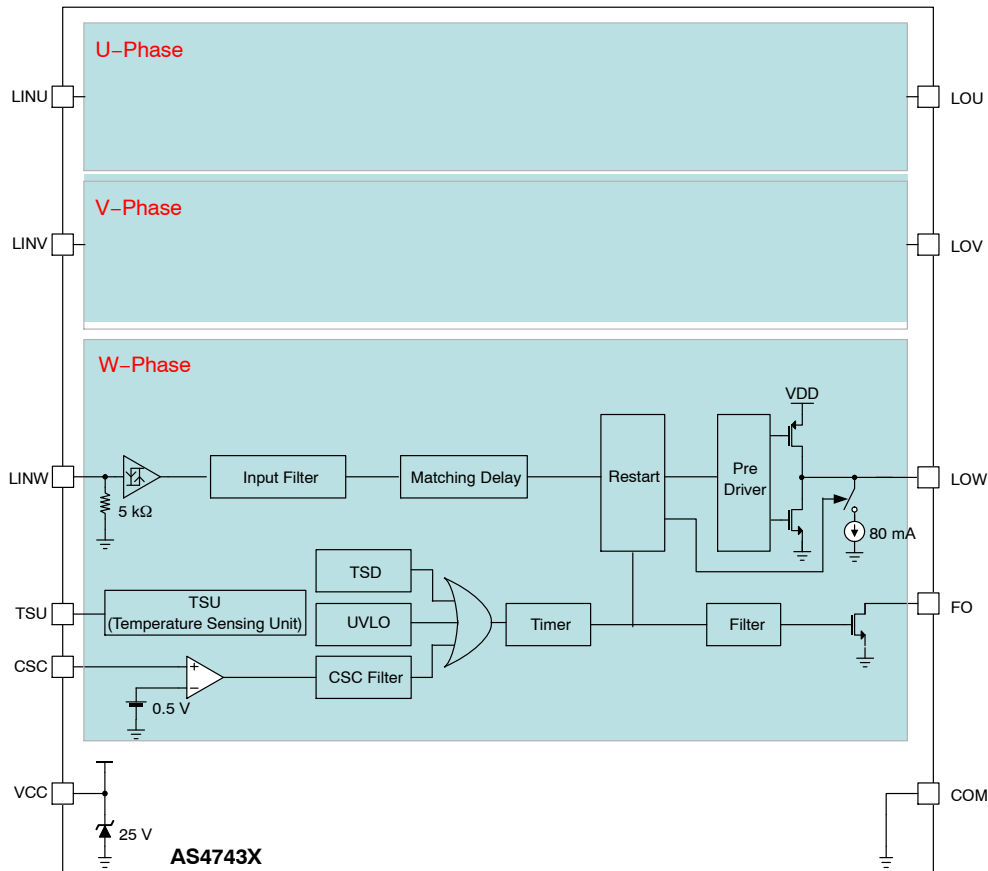 U−Phase
LINU
LOU
V−Phase
LINV
LOV
W−Phase
VDD
LINW
Input Filter
Matching Delay
Restart
Pre
Driver
LOW
5 kΩ
80 mA
TSD
TSU
TSU
(Temperature Sensing Unit)
UVLO
Timer
Filter
FO
CSC
+
−
CSC Filter
0.5 V
VCC
COM
25 V
AS4743X